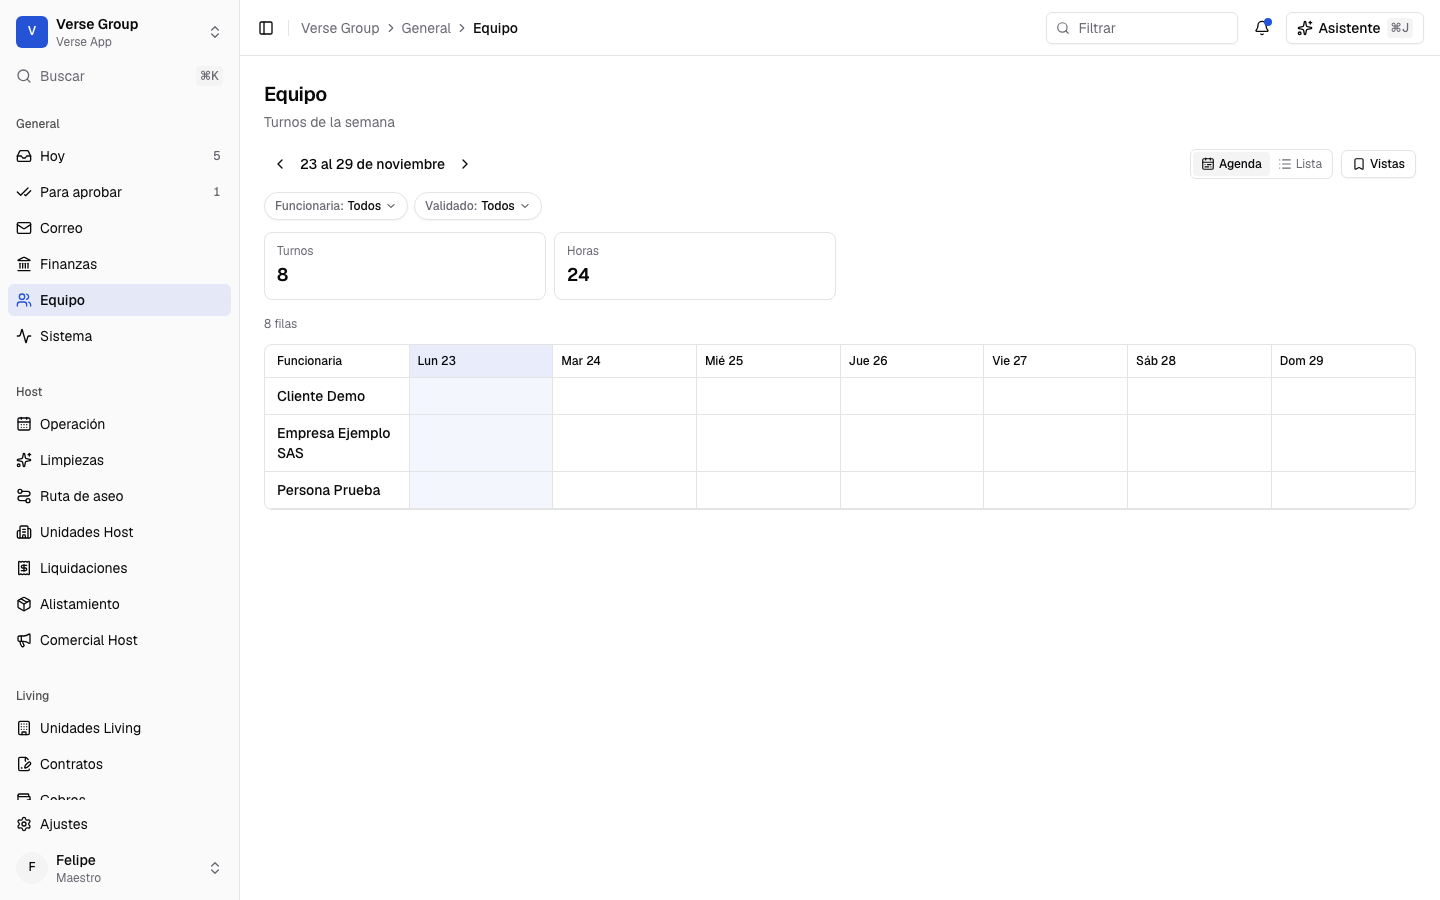 Verse Group
Verse App
Buscar ⌘K
General
Hoy 5
Para aprobar 1
Correo
Finanzas
Equipo
Sistema
Host
Operación
Limpiezas
Ruta de aseo
Unidades Host
Liquidaciones
Alistamiento
Comercial Host
Living
Unidades Living
Contratos
Cobros
Ajustes
F
Felipe
Maestro
V
Verse Group > General > Equipo
Filtrar
Asistente ⌘J
Equipo
Turnos de la semana
23 al 29 de noviembre
Agenda
Lista
Vistas
Funcionaria: Todos
Validado: Todos
Turnos
8
Horas
24
8 filas
Funcionaria Lun 23 Mar 24 Mié 25 Jue 26 Vie 27 Sáb 28 Dom 29
Cliente Demo
Empresa Ejemplo
SAS
Persona Prueba